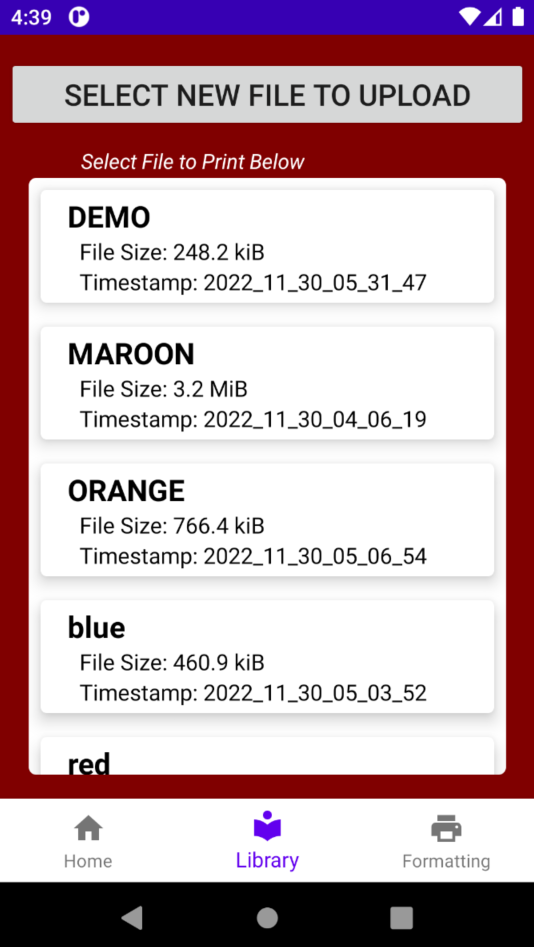 4:39
SELECT NEW FILE TO UPLOAD
Select File to Print Below
DEMO
File Size: 248.2 kiB
Timestamp: 2022_11_30_05_31_47
MAROON
File Size: 3.2 MiB
Timestamp: 2022_11_30_04_06_19
ORANGE
File Size: 766.4 kiB
Timestamp: 2022_11_30_05_06_54
blue
File Size: 460.9 kiB
Timestamp: 2022_11_30_05_03_52
red
Home
Library
Formatting